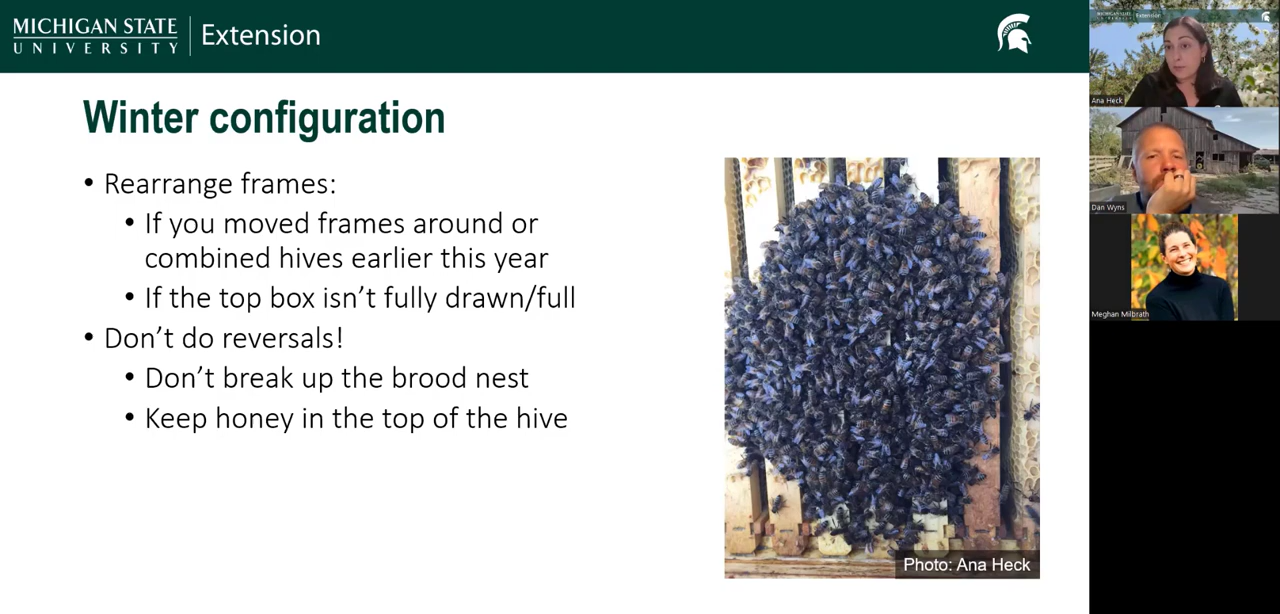 MICHIGAN STATE
UNIVERSITY
Extension
Winter configuration
• Rearrange frames:
• If you moved frames around or
combined hives earlier this year
• If the top box isn't fully drawn/full
• Don't do reversals!
• Don't break up the brood nest
• Keep honey in the top of the hive
Photo: Ana Heck
Extension
Ana Heck
Dan Wyns
Meghan Milbrath